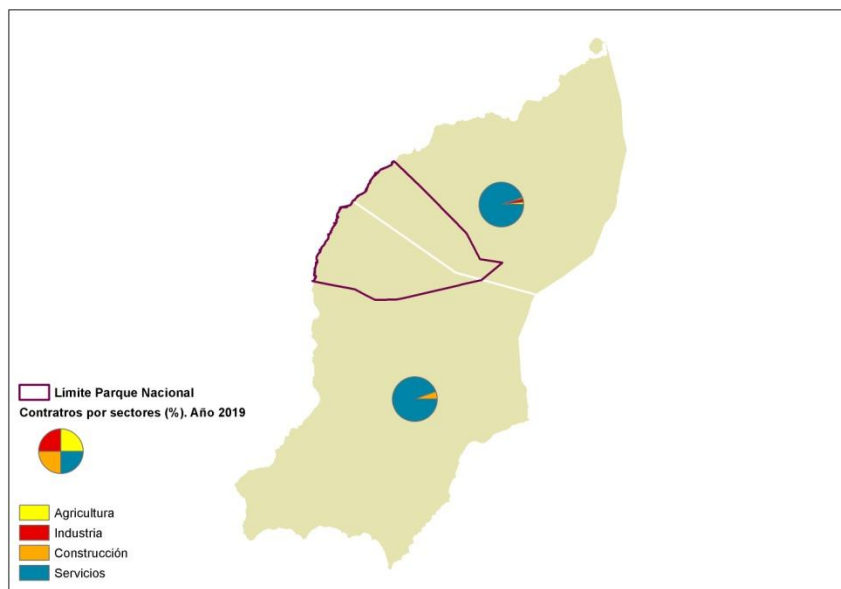 Límite Parque Nacional
Contratros por sectores (%). Año 2019
Agricultura
Industria
Construcción
Servicios